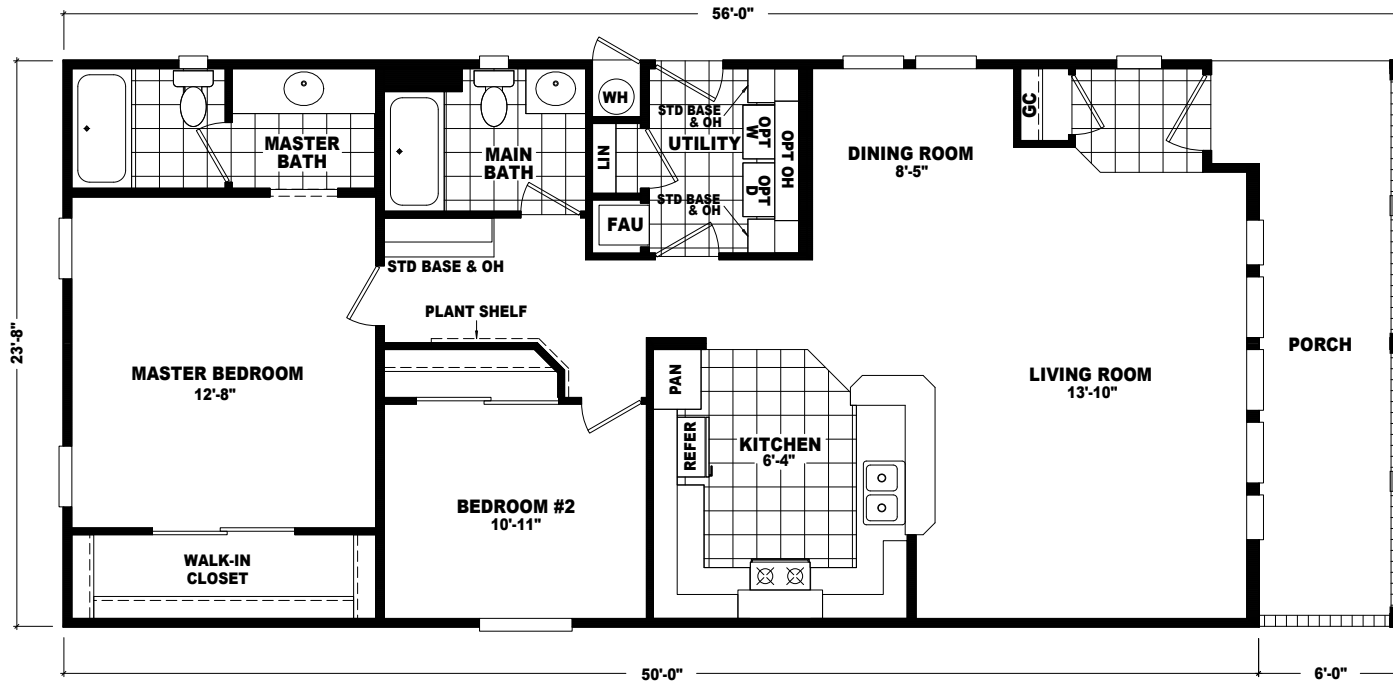 56'-0"
23'-8"
MASTER
BATH
MAIN
BATH
WH
LIN
FAU
STD BASE
& OH
UTILITY
OPT
W
OPT
D
OPT OH
STD BASE
& OH
DINING ROOM
8'-5"
GC
STD BASE & OH
PLANT SHELF
MASTER BEDROOM
12'-8"
WALK-IN
CLOSET
BEDROOM #2
10'-11"
PAN
REFER
KITCHEN
6'-4"
LIVING ROOM
13'-10"
PORCH
50'-0"
6'-0"